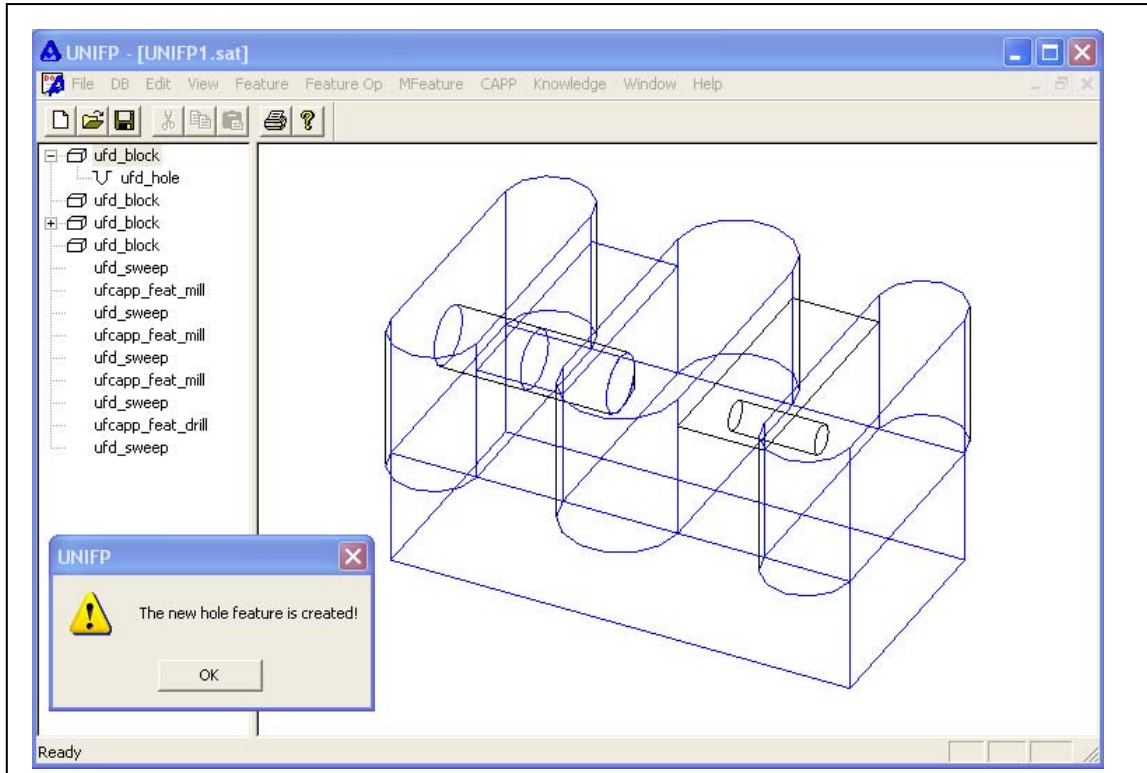 UNIFP - [UNIFP1.sat]
File DB Edit View Feature Feature Op MFeature CAPP Knowledge Window Help
ufd_block
ufd_hole
ufd_block
ufd_block
ufd_block
ufd_sweep
ufcapp_feat_mill
ufd_sweep
ufcapp_feat_mill
ufd_sweep
ufcapp_feat_mill
ufd_sweep
ufcapp_feat_drill
ufd_sweep
UNIFP
The new hole feature is created!
OK
Ready